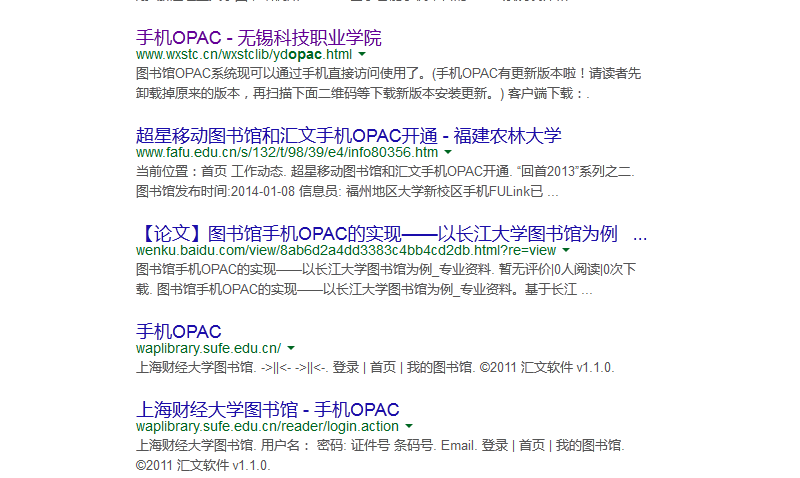 手机OPAC - 无锡科技职业学院
www.wxstc.cn/wxstclib/ydopac.html
图书馆OPAC系统现可以通过手机直接访问使用了。(手机OPAC有更新版本啦！请读者先
卸载掉原来的版本，再扫描下面二维码等下载新版本安装更新。) 客户端下载：.
超星移动图书馆和汇文手机OPAC开通 - 福建农林大学
www.fafu.edu.cn/s/132/t/98/39/e4/info80356.htm
当前位置：首页 工作动态. 超星移动图书馆和汇文手机OPAC开通. “回首2013”系列之二.
图书馆发布时间:2014-01-08 信息员: 福州地区大学新校区手机FULink已 ...
【论文】图书馆手机OPAC的实现——以长江大学图书馆为例 ...
wenku.baidu.com/view/8ab6d2a4dd3383c4bb4cd2db.html?re=view
图书馆手机OPAC的实现——以长江大学图书馆为例_专业资料. 暂无评价|0人阅读|0次下
载. 图书馆手机OPAC的实现——以长江大学图书馆为例_专业资料。基于长江 ...
手机OPAC
waplibrary.sufe.edu.cn/
上海财经大学图书馆. ->||<- ->||<-. 登录 | 首页 | 我的图书馆. ©2011 汇文软件 v1.1.0.
上海财经大学图书馆 - 手机OPAC
waplibrary.sufe.edu.cn/reader/login.action
上海财经大学图书馆. 用户名： 密码: 证件号 条码号. Email. 登录 | 首页 | 我的图书馆.
©2011 汇文软件 v1.1.0.